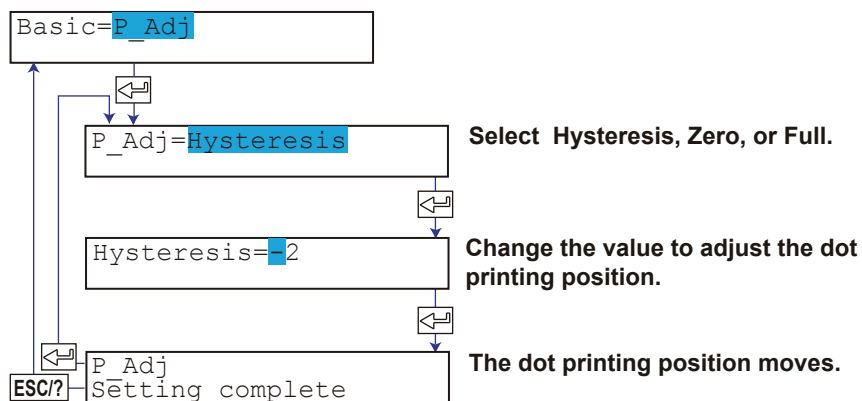 Basic=P_Adj
P_Adj=Hysteresis
Select Hysteresis, Zero, or Full.
Hysteresis=-2
Change the value to adjust the dot
printing position.
P_Adj
Setting complete
The dot printing position moves.
ESC/?